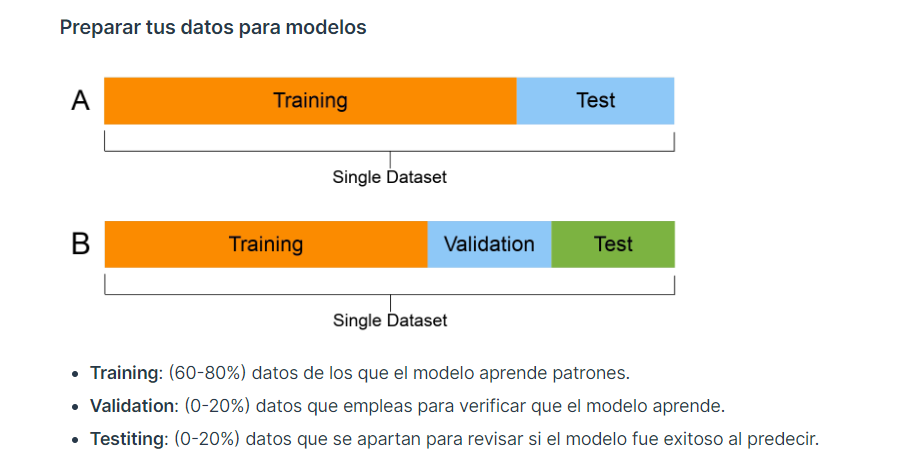 Preparar tus datos para modelos
A Training Test
Single Dataset
B Training Validation Test
Single Dataset
• Training: (60-80%) datos de los que el modelo aprende patrones.
• Validation: (0-20%) datos que empleas para verificar que el modelo aprende.
• Testiting: (0-20%) datos que se apartan para revisar si el modelo fue exitoso al predecir.